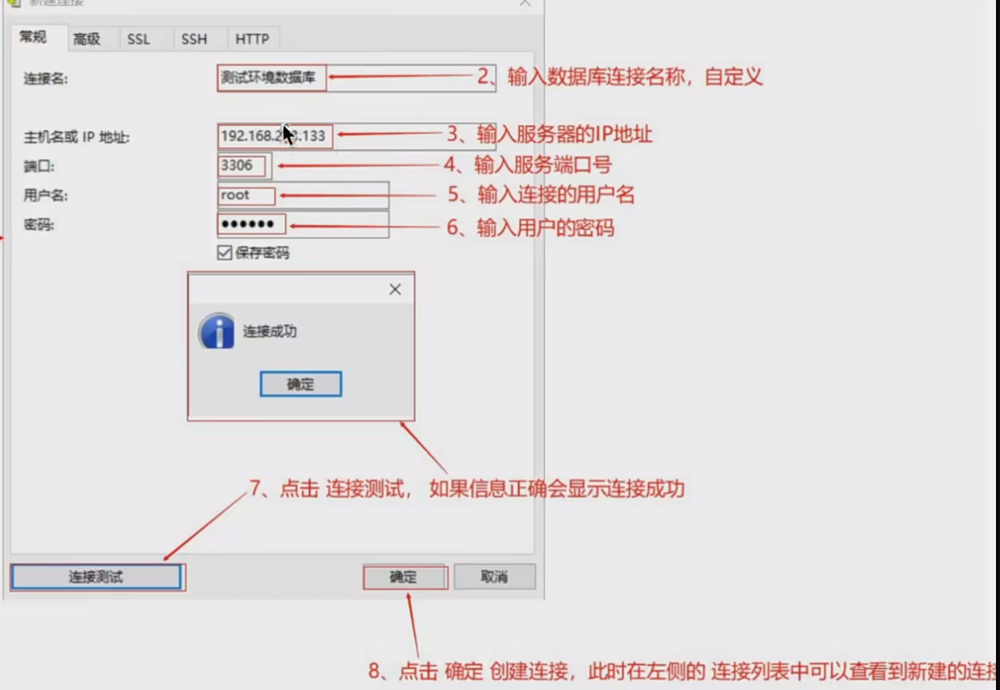 新建连接
常规 高级 SSL SSH HTTP
连接名: 测试环境数据库 2、输入数据库连接名称，自定义
主机名或 IP 地址: 192.168.2 .133 3、输入服务器的IP地址
端口: 3306 4、输入服务端口号
用户名: root 5、输入连接的用户名
密码: ●●●●●● 6、输入用户的密码
保存密码
连接成功
确定
7、点击 连接测试， 如果信息正确会显示连接成功
连接测试 确定 取消
8、点击 确定 创建连接，此时在左侧的 连接列表中可以查看到新建的连接